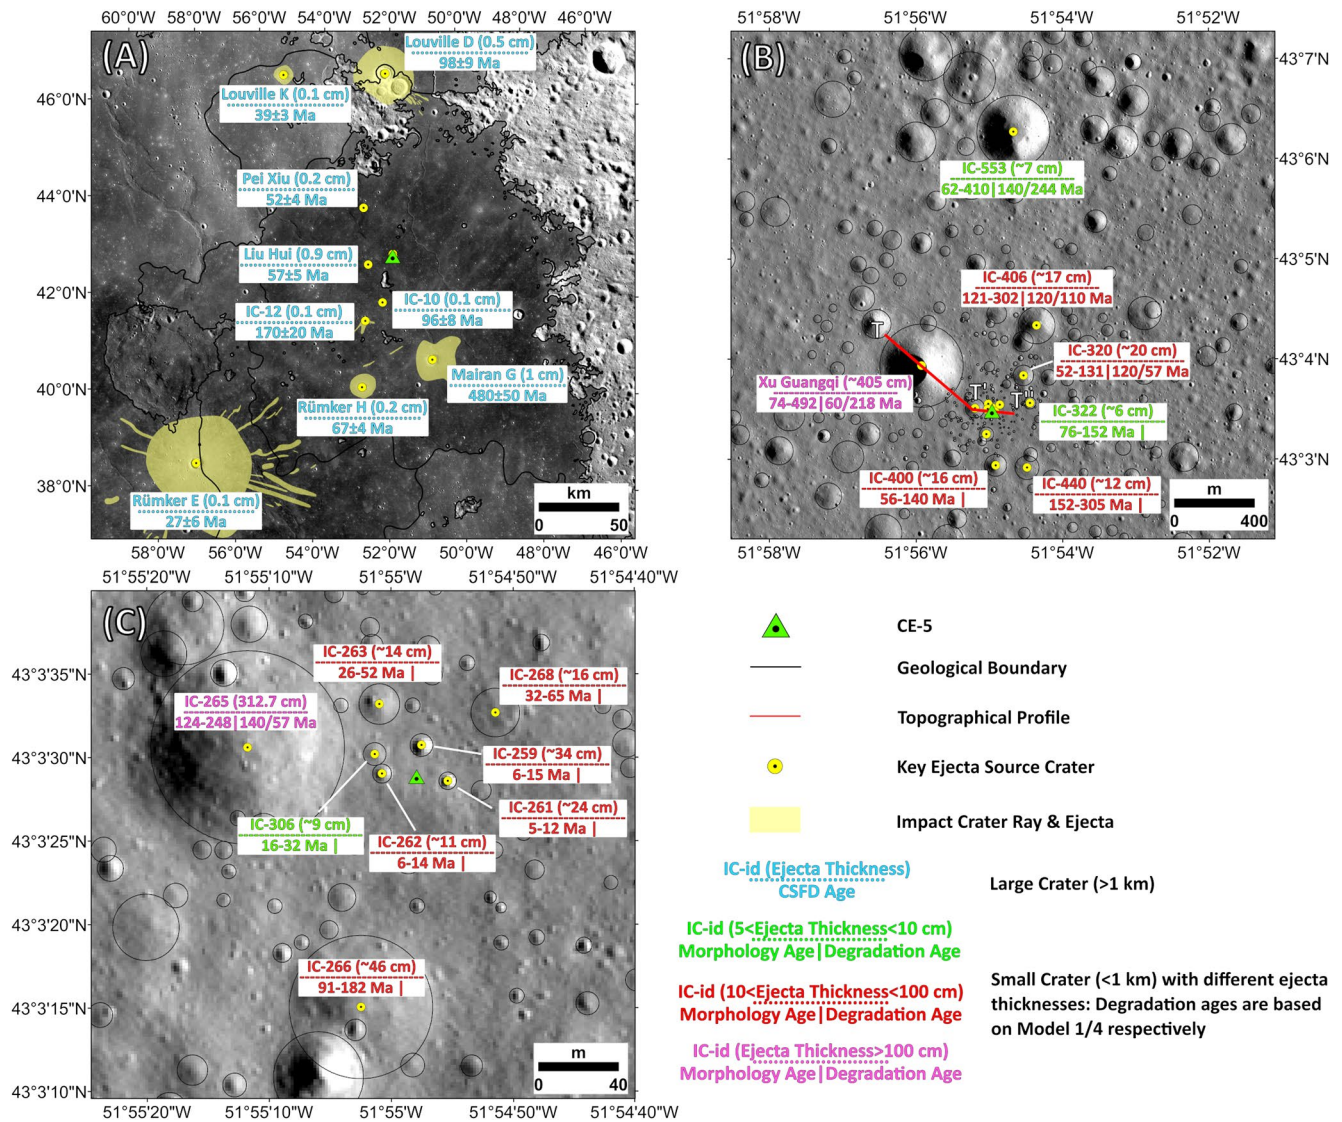 60°0'W 58°0'W 56°0'W 54°0'W 52°0'W 50°0'W 48°0'W 46°0'W
(A)
Louville D (0.5 cm)
98±9 Ma
Louville K (0.1 cm)
39±3 Ma
46°0'N
Pei Xiu (0.2 cm)
52±4 Ma
44°0'N
Liu Hui (0.9 cm)
57±5 Ma
42°0'N
IC-10 (0.1 cm)
96±8 Ma
IC-12 (0.1 cm)
170±20 Ma
Mairan G (1 cm)
480±50 Ma
40°0'N
Rümker H (0.2 cm)
67±4 Ma
38°0'N
Rümker E (0.1 cm)
27±6 Ma
km
0 50
58°0'W 56°0'W 54°0'W 52°0'W 50°0'W 48°0'W 46°0'W
51°58'W 51°56'W 51°54'W 51°52'W
(B)
43°7'N
43°6'N
43°5'N
43°4'N
43°3'N
IC-553 (~7 cm)
62-410|140/244 Ma
IC-406 (~17 cm)
121-302|120/110 Ma
T
IC-320 (~20 cm)
52-131|120/57 Ma
Xu Guangqi (~405 cm)
74-492|60/218 Ma
T' T"
IC-322 (~6 cm)
76-152 Ma |
IC-400 (~16 cm)
56-140 Ma |
IC-440 (~12 cm)
152-305 Ma |
m
0 400
51°58'W 51°56'W 51°54'W 51°52'W
51°55'20"W 51°55'10"W 51°55'W 51°54'50"W 51°54'40"W
(C)
43°3'35"N
43°3'30"N
43°3'25"N
43°3'20"N
43°3'15"N
43°3'10"N
IC-263 (~14 cm)
26-52 Ma |
IC-268 (~16 cm)
32-65 Ma |
IC-265 (312.7 cm)
124-248|140/57 Ma
IC-259 (~34 cm)
6-15 Ma |
IC-261 (~24 cm)
5-12 Ma |
IC-306 (~9 cm)
16-32 Ma |
IC-262 (~11 cm)
6-14 Ma |
IC-266 (~46 cm)
91-182 Ma |
m
0 40
51°55'20"W 51°55'10"W 51°55'W 51°54'50"W 51°54'40"W
CE-5
Geological Boundary
Topographical Profile
Key Ejecta Source Crater
Impact Crater Ray & Ejecta
IC-id (Ejecta Thickness)
CSFD Age
Large Crater (>1 km)
IC-id (5<Ejecta Thickness<10 cm)
Morphology Age|Degradation Age
IC-id (10<Ejecta Thickness<100 cm)
Morphology Age|Degradation Age
IC-id (Ejecta Thickness>100 cm)
Morphology Age|Degradation Age
Small Crater (<1 km) with different ejecta
thicknesses: Degradation ages are based
on Model 1/4 respectively